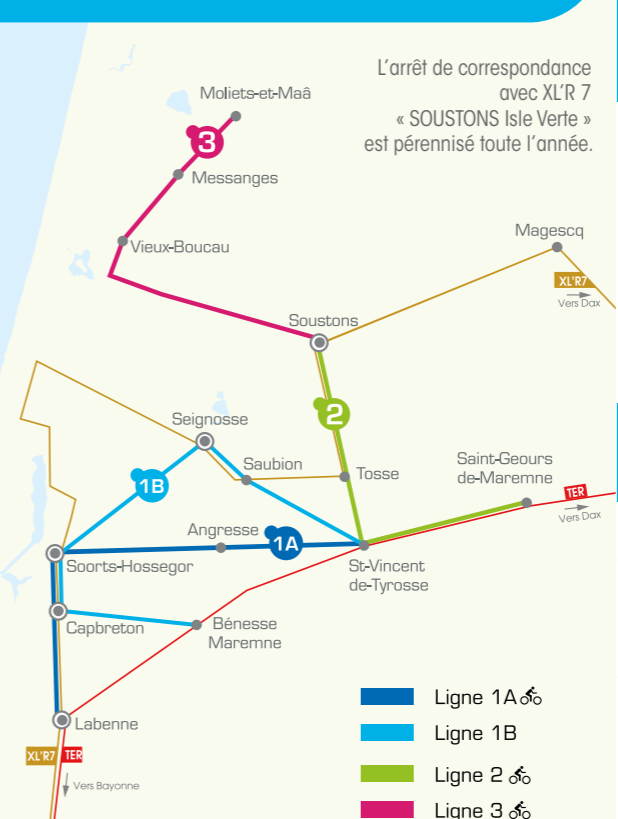 L'arrêt de correspondance
avec XL'R 7
« SOUSTONS Isle Verte »
est pérennisé toute l'année.
Moliets-et-Maâ
3
Messanges
Vieux-Boucau
Magescq
XL'R7
Vers Dax
Soustons
2
Seignosse
1B
Saubion
Tosse
Saint-Geours
de-Maremne
TER
Vers Dax
Angresse
1A
Soorts-Hossegor
St-Vincent
de-Tyrosse
Capbreton
Bénesse
Maremne
Labenne
XL'R7
TER
Vers Bayonne
Ligne 1A
Ligne 1B
Ligne 2
Ligne 3